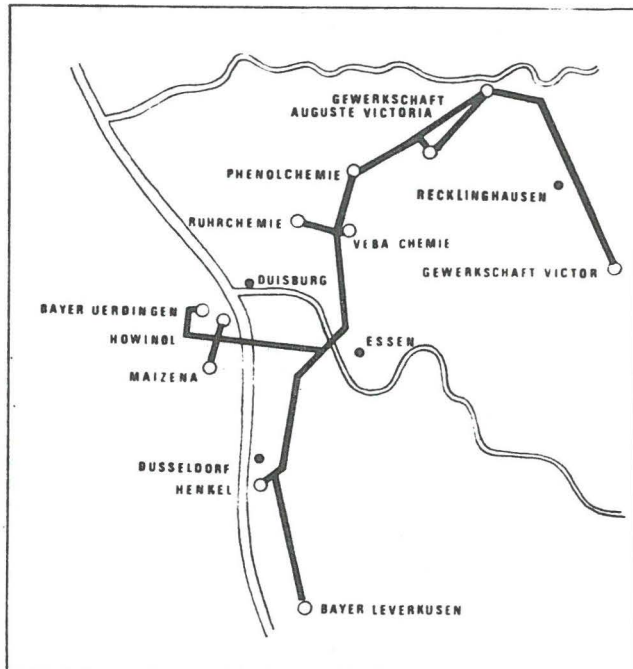 GEWERKSCHAFT
AUGUSTE VICTORIA
PHENOLCHEMIE
RECKLINGHAUSEN
RUHRCHEMIE
VEBA CHEMIE
GEWERKSCHAFT VICTOR
DUISBURG
BAYER UERDINGEN
HOWINOL
ESSEN
MAIZENA
DUSSELDORF
HENKEL
BAYER LEVERKUSEN